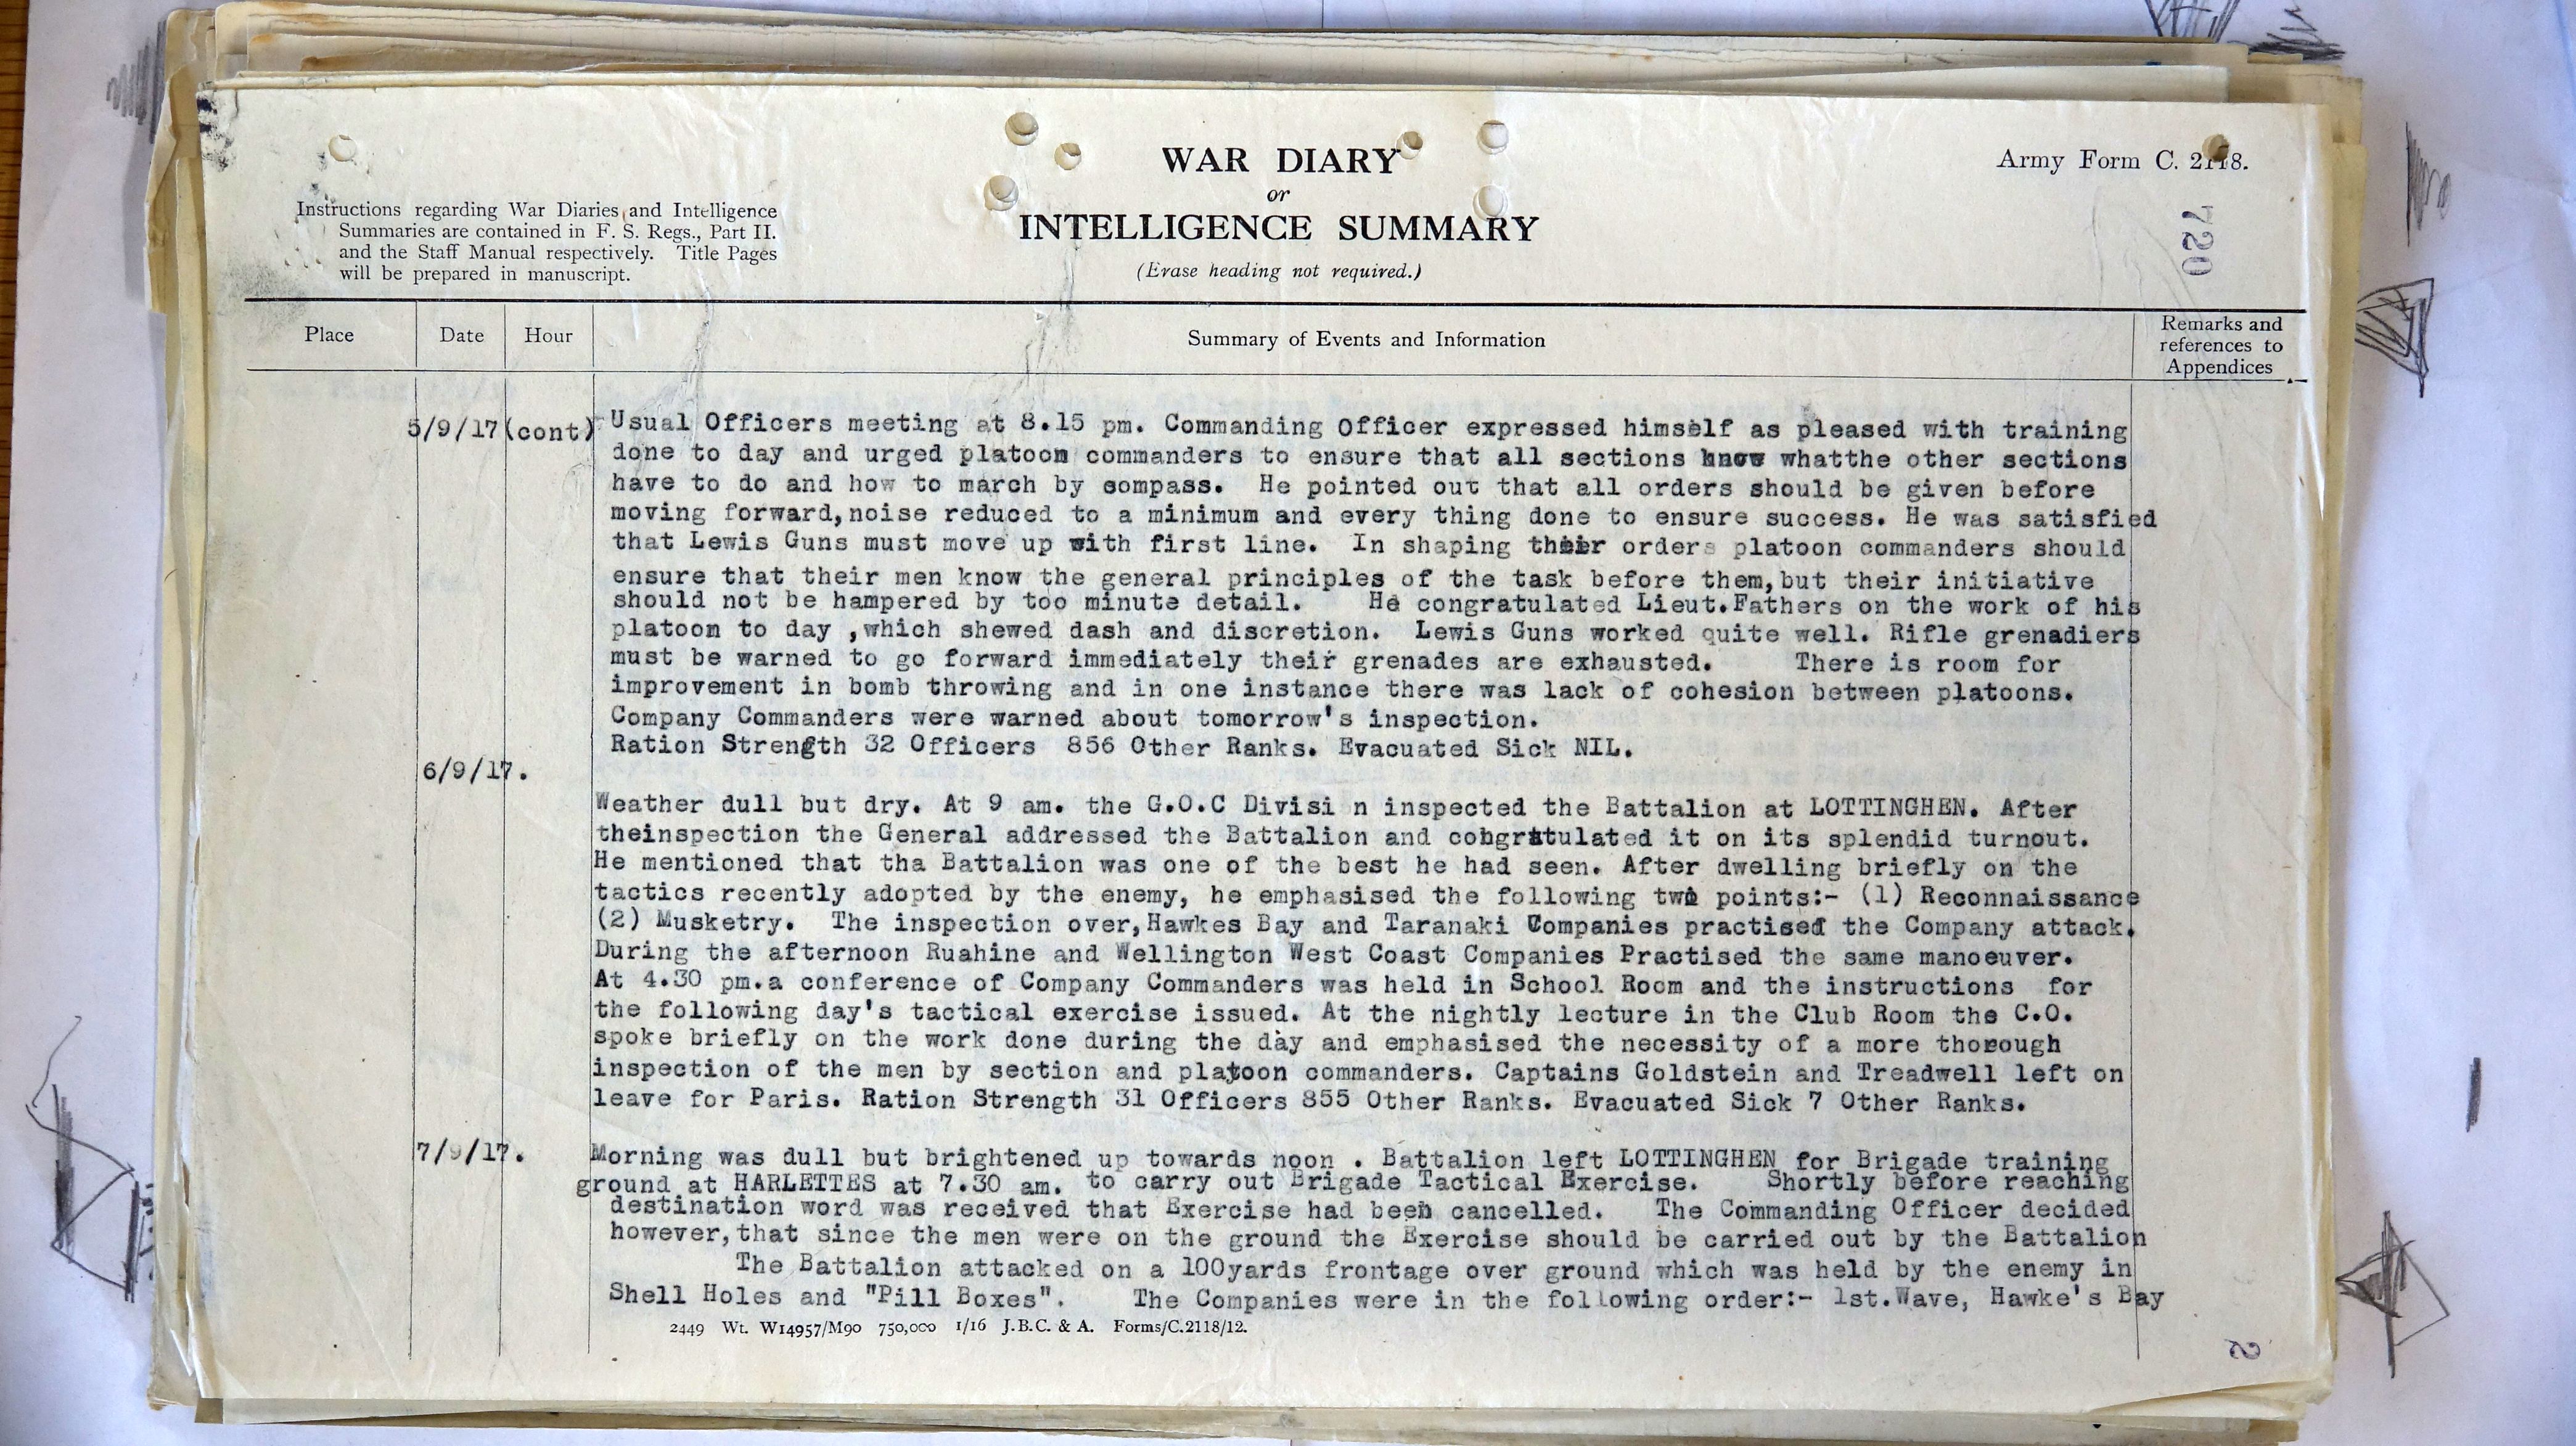 WAR DIARY
or
INTELLIGENCE SUMMARY
(Erase heading not required.)
Army Form C. 2118.
720
Instructions regarding War Diaries and Intelligence
Summaries are contained in F. S. Regs., Part II.
and the Staff Manual respectively. Title Pages
will be prepared in manuscript.
Place
Date
Hour
Summary of Events and Information
Remarks and
references to
Appendices
5/9/17 (cont)
Usual Officers meeting at 8.15 pm. Commanding Officer expressed himself as pleased with training
done to day and urged platoon commanders to ensure that all sections know whatthe other sections
have to do and how to march by compass. He pointed out that all orders should be given before
moving forward,noise reduced to a minimum and every thing done to ensure success. He was satisfied
that Lewis Guns must move up with first line. In shaping their orders platoon commanders should
ensure that their men know the general principles of the task before them,but their initiative
should not be hampered by too minute detail. He congratulated Lieut.Fathers on the work of his
platoon to day ,which shewed dash and discretion. Lewis Guns worked quite well. Rifle grenadiers
must be warned to go forward immediately their grenades are exhausted. There is room for
improvement in bomb throwing and in one instance there was lack of cohesion between platoons.
Company Commanders were warned about tomorrow's inspection.
Ration Strength 32 Officers 856 Other Ranks. Evacuated Sick NIL.
6/9/17.
Weather dull but dry. At 9 am. the G.O.C Divisi n inspected the Battalion at LOTTINGHEN. After
theinspection the General addressed the Battalion and congratulated it on its splendid turnout.
He mentioned that tha Battalion was one of the best he had seen. After dwelling briefly on the
tactics recently adopted by the enemy, he emphasised the following two points:- (1) Reconnaissance
(2) Musketry. The inspection over,Hawkes Bay and Taranaki Companies practised the Company attack.
During the afternoon Ruahine and Wellington West Coast Companies Practised the same manoeuver.
At 4.30 pm.a conference of Company Commanders was held in School Room and the instructions for
the following day's tactical exercise issued. At the nightly lecture in the Club Room the C.O.
spoke briefly on the work done during the day and emphasised the necessity of a more thorough
inspection of the men by section and platoon commanders. Captains Goldstein and Treadwell left on
leave for Paris. Ration Strength 31 Officers 855 Other Ranks. Evacuated Sick 7 Other Ranks.
7/9/17.
Morning was dull but brightened up towards noon . Battalion left LOTTINGHEN for Brigade training
ground at HARLETTES at 7.30 am. to carry out Brigade Tactical Exercise. Shortly before reaching
destination word was received that Exercise had been cancelled. The Commanding Officer decided
however,that since the men were on the ground the Exercise should be carried out by the Battalion
The Battalion attacked on a 100yards frontage over ground which was held by the enemy in
Shell Holes and "Pill Boxes". The Companies were in the following order:- 1st.Wave, Hawke's Bay
2449 Wt. W14957/M90 750,000 1/16 J.B.C. & A. Forms/C.2118/12.
2